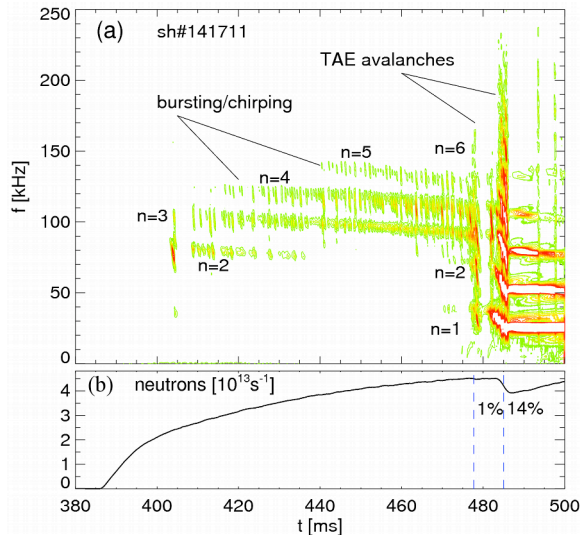 (a) sh#141711
TAE avalanches
bursting/chirping
n=5
n=6
n=4
n=3
n=2
n=2
n=1
f [kHz]
250
200
150
100
50
0
(b) neutrons [10¹³s⁻¹]
1% 14%
4
3
2
1
0
380 400 420 440 460 480 500
t [ms]